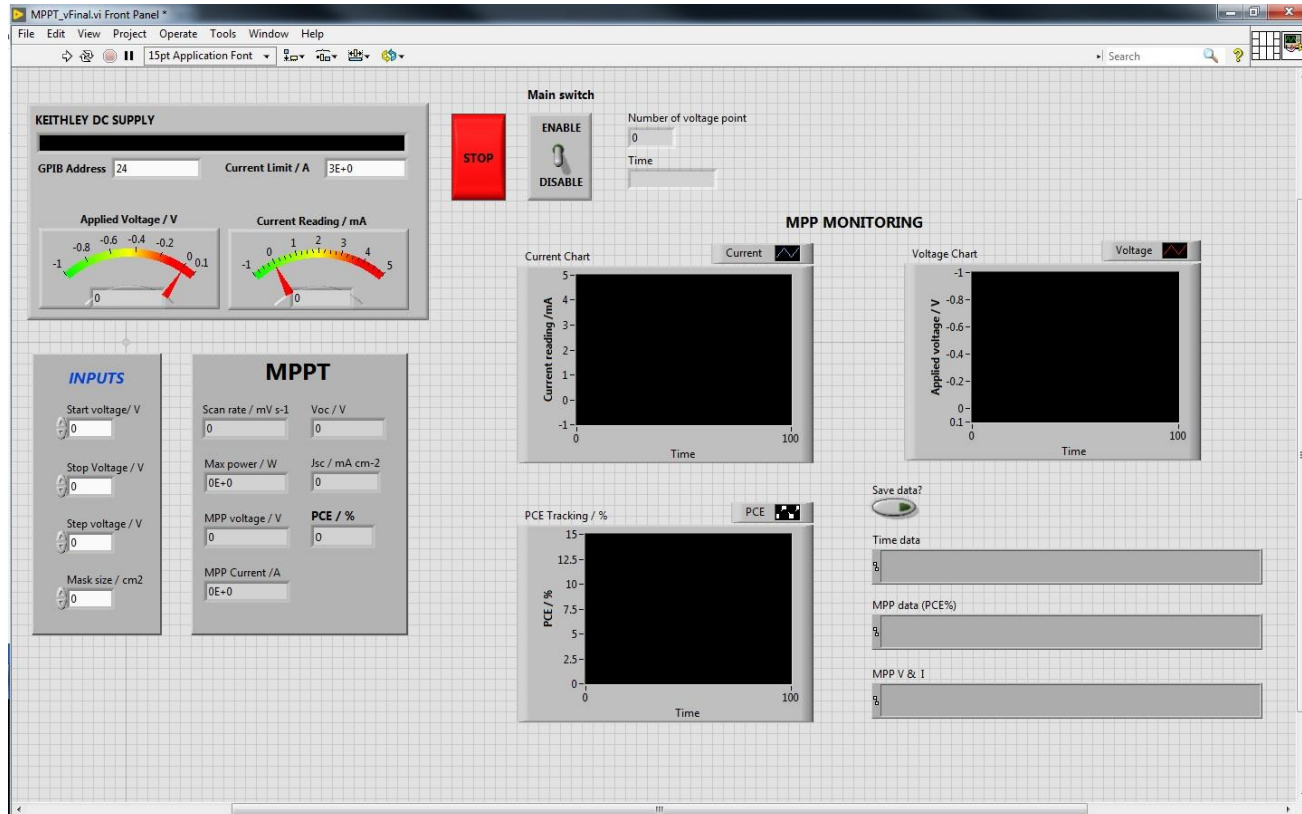 MPPT_vFinal.vi Front Panel *
File Edit View Project Operate Tools Window Help
15pt Application Font
Search
KEITHLEY DC SUPPLY
GPIB Address 24
Current Limit / A 3E+0
Applied Voltage / V
-1 -0.8 -0.6 -0.4 -0.2 0 0.1
0
Current Reading / mA
-1 0 1 2 3 4 5
0
STOP
Main switch
ENABLE
DISABLE
Number of voltage point
0
Time
INPUTS
Start voltage/ V
0
Stop Voltage / V
0
Step voltage / V
0
Mask size / cm2
0
MPPT
Scan rate / mV s-1
0
Voc / V
0
Max power / W
0E+0
Jsc / mA cm-2
0
MPP voltage / V
0
PCE / %
0
MPP Current /A
0E+0
MPP MONITORING
Current Chart
Current
Current reading /mA
5
4
3
2
1
0
-1
0 100
Time
Voltage Chart
Voltage
Applied voltage / V
-1
-0.8
-0.6
-0.4
-0.2
0
0.1
0 100
Time
PCE Tracking / %
PCE
PCE / %
15
12.5
10
7.5
5
2.5
0
0 100
Time
Save data?
Time data
MPP data (PCE%)
MPP V & I